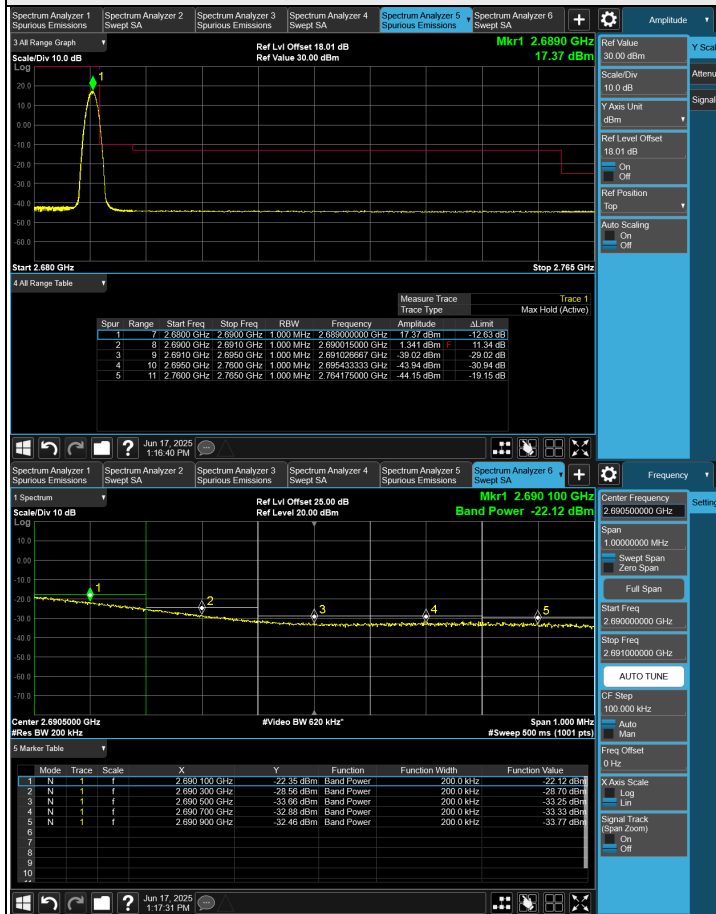 Spectrum Analyzer 1 Spectrum Analyzer 2 Spectrum Analyzer 3 Spectrum Analyzer 4 Spectrum Analyzer 5 Spectrum Analyzer 6
Spurious Emissions Swept SA Spurious Emissions Swept SA Spurious Emissions Swept SA
+
Amplitude
3 All Range Graph
Ref Lvl Offset 18.01 dB
Mkr1 2.6890 GHz
Scale/Div 10.0 dB
Ref Value 30.00 dBm
17.37 dBm
Log
1
20.0
10.0
0.00
-10.0
-20.0
-30.0
-40.0
-50.0
-60.0
Start 2.680 GHz Stop 2.765 GHz
Ref Value
30.00 dBm
Scale/Div
10.0 dB
Y Axis Unit
dBm
Ref Level Offset
18.01 dB
On
Off
Ref Position
Top
Auto Scaling
On
Off
Y Scal
Attenu
Signal
4 All Range Table
Measure Trace Trace 1
Trace Type Max Hold (Active)
Spur Range Start Freq Stop Freq RBW Frequency Amplitude ΔLimit
1 7 2.6800 GHz 2.6900 GHz 1.000 MHz 2.689000000 GHz 17.37 dBm -12.63 dB
2 8 2.6900 GHz 2.6910 GHz 1.000 MHz 2.690015000 GHz 1.341 dBm F 11.34 dB
3 9 2.6910 GHz 2.6950 GHz 1.000 MHz 2.691026667 GHz -39.02 dBm -29.02 dB
4 10 2.6950 GHz 2.7600 GHz 1.000 MHz 2.695433333 GHz -43.94 dBm -30.94 dB
5 11 2.7600 GHz 2.7650 GHz 1.000 MHz 2.764175000 GHz -44.15 dBm -19.15 dB
?
Jun 17, 2025
1:16:40 PM
Spectrum Analyzer 1 Spectrum Analyzer 2 Spectrum Analyzer 3 Spectrum Analyzer 4 Spectrum Analyzer 5 Spectrum Analyzer 6
Spurious Emissions Swept SA Spurious Emissions Swept SA Spurious Emissions Swept SA
+
Frequency
1 Spectrum
Ref Lvl Offset 25.00 dB
Mkr1 2.690 100 GHz
Scale/Div 10 dB
Ref Level 20.00 dBm
Band Power -22.12 dBm
Log
10.0
0.00
-10.0
-20.0
-30.0
-40.0
-50.0
-60.0
-70.0
1
2
3
4
5
Center 2.6905000 GHz #Video BW 620 kHz* Span 1.000 MHz
#Res BW 200 kHz #Sweep 500 ms (1001 pts)
Center Frequency
2.690500000 GHz
Span
1.00000000 MHz
Swept Span
Zero Span
Full Span
Start Freq
2.690000000 GHz
Stop Freq
2.691000000 GHz
AUTO TUNE
CF Step
100.000 kHz
Auto
Man
Freq Offset
0 Hz
X Axis Scale
Log
Lin
Signal Track
(Span Zoom)
On
Off
Setting
5 Marker Table
Mode Trace Scale X Y Function Function Width Function Value
1 N 1 f 2.690 100 GHz -22.35 dBm Band Power 200.0 kHz -22.12 dBm
2 N 1 f 2.690 300 GHz -28.56 dBm Band Power 200.0 kHz -28.70 dBm
3 N 1 f 2.690 500 GHz -33.66 dBm Band Power 200.0 kHz -33.25 dBm
4 N 1 f 2.690 700 GHz -32.88 dBm Band Power 200.0 kHz -33.33 dBm
5 N 1 f 2.690 900 GHz -32.46 dBm Band Power 200.0 kHz -33.77 dBm
6
7
8
9
10
?
Jun 17, 2025
1:17:31 PM